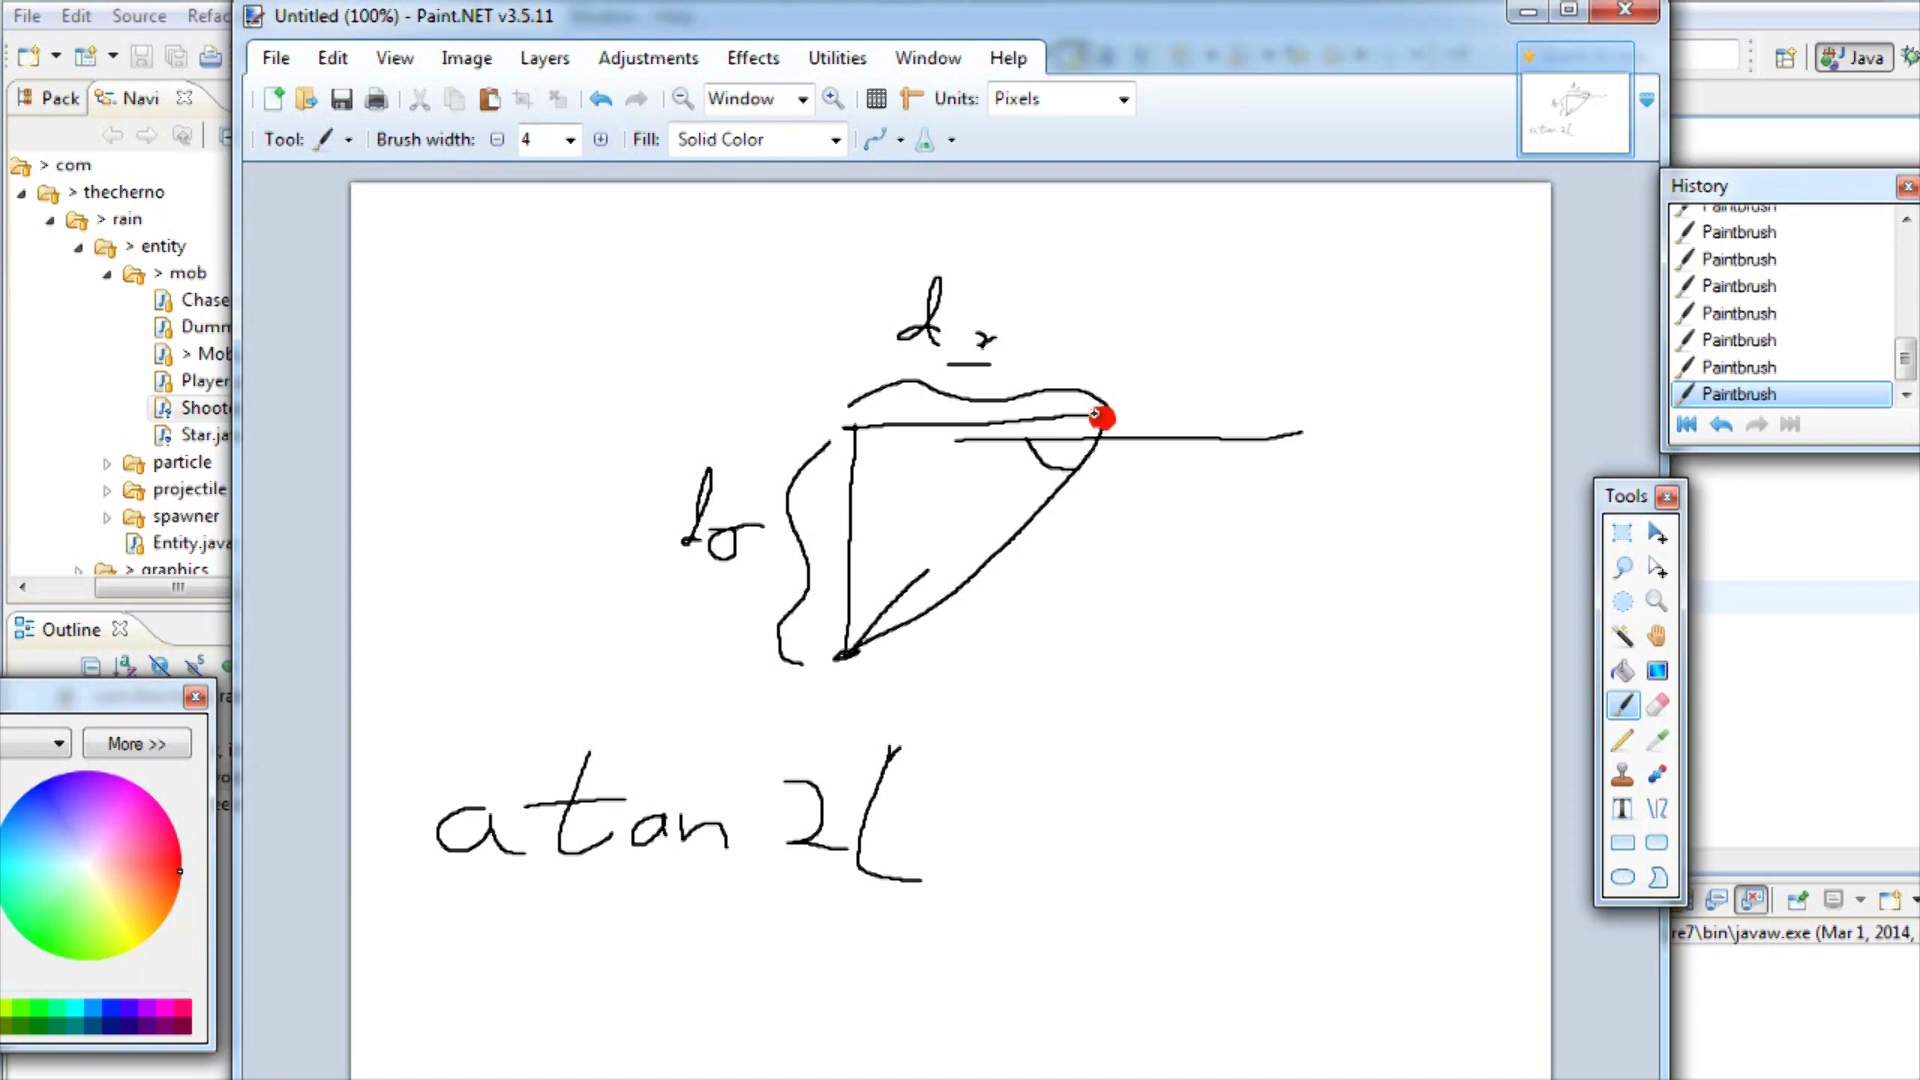 File Edit Source Refac
Untitled (100%) - Paint.NET v3.5.11
File Edit View Image Layers Adjustments Effects Utilities Window Help
Window Units: Pixels
Tool: Brush width: 4 Fill: Solid Color
Java
Pack Navi
> com
> thecherno
> rain
> entity
> mob
Chase
Dumm
> Mob
Player
Shoot
Star.ja
particle
projectile
spawner
Entity.java
> graphics
Outline
More >>
History
Paintbrush
Paintbrush
Paintbrush
Paintbrush
Paintbrush
Paintbrush
Paintbrush
Paintbrush
Tools
re7\bin\javaw.exe (Mar 1, 2014,
d x
dy
atan 2(